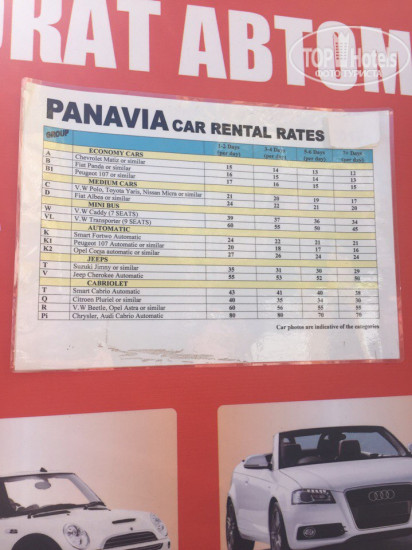 URAT АВТОМ
TOPHotels
ФОТО ТУРИСТА
PANAVIA CAR RENTAL RATES
GROUP 1-2 Days (per day) 3-4 Days (per day) 5-6 Days (per day) 7+ Days (per day)
ECONOMY CARS
A Chevrolet Matiz or similar 15 14 13 12
B Fiat Panda or similar 16 15 14 13
B1 Peugeot 107 or similar 17 16 15 15
MEDIUM CARS
C V.W Polo, Toyota Yaris, Nissan Micra or similar 21 20 19 17
D Fiat Albea or similar 24 22 21 20
MINI BUS
W V.W Caddy (7 SEATS) 39 37 36 34
VL V.W Transporter (9 SEATS) 60 55 50 45
AUTOMATIC
K Smart Fortwo Automatic 24 22 21 21
K1 Peugeot 107 Automatic or similar 20 18 17 16
K2 Opel Corsa automatic or similar 27 26 24 24
JEEPS
T Suzuki Jimny or similar 35 31 30 29
V Jeep Cherokee Automatic 55 53 52 50
CABRIOLET
T Smart Cabrio Automatic 43 41 40 38
Q Citroen Pluriel or similar 40 35 34 30
R V.W Beetle, Opel Astra or similar 60 56 55 55
Pi Chrysler, Audi Cabrio Automatic 80 80 70 70
Car photos are indicative of the categories